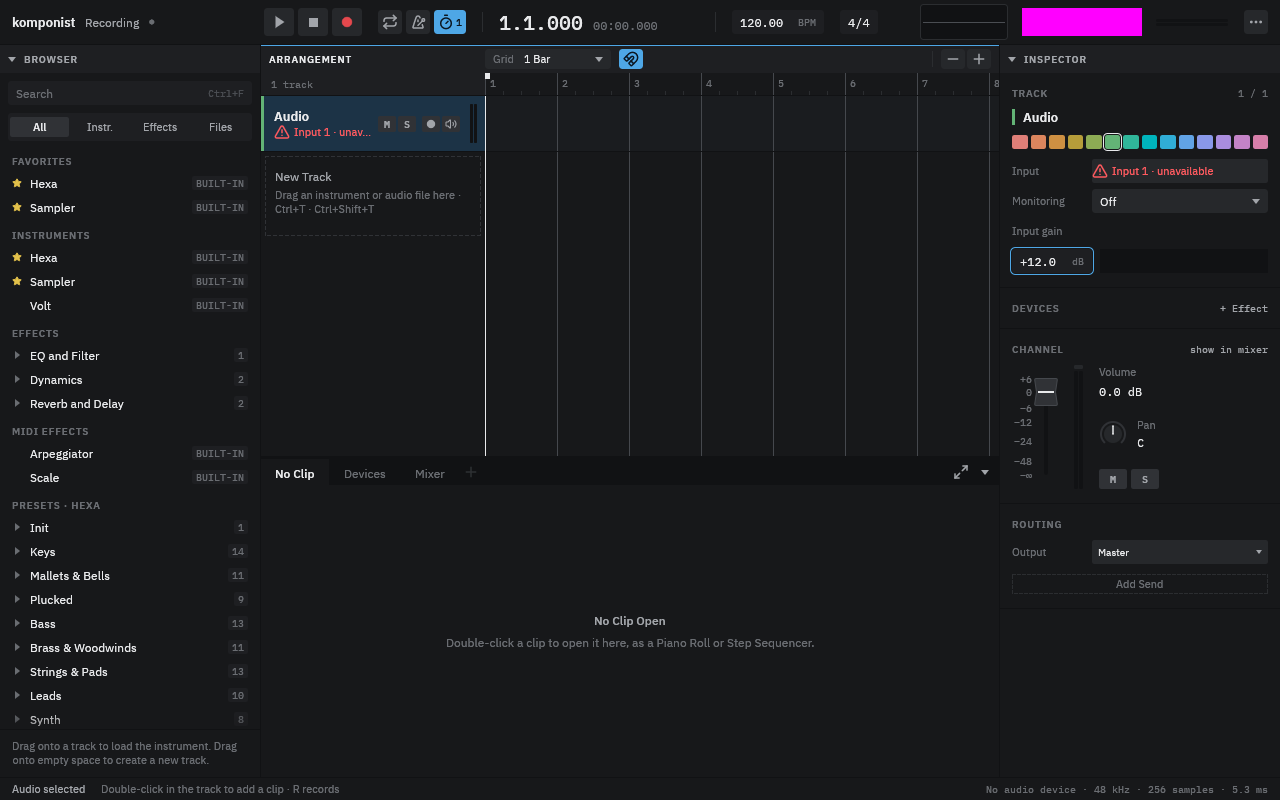 komponist Recording
1
1.1.000 00:00.000
120.00 BPM
4/4
BROWSER
Search Ctrl+F
All Instr. Effects Files
FAVORITES
Hexa BUILT-IN
Sampler BUILT-IN
INSTRUMENTS
Hexa BUILT-IN
Sampler BUILT-IN
Volt BUILT-IN
EFFECTS
EQ and Filter 1
Dynamics 2
Reverb and Delay 2
MIDI EFFECTS
Arpeggiator BUILT-IN
Scale BUILT-IN
PRESETS · HEXA
Init 1
Keys 14
Mallets & Bells 11
Plucked 9
Bass 13
Brass & Woodwinds 11
Strings & Pads 13
Leads 10
Synth 8
Drag onto a track to load the instrument. Drag
onto empty space to create a new track.
ARRANGEMENT
Grid 1 Bar
1 track
1 2 3 4 5 6 7 8
Audio
Input 1 · unav...
M S
New Track
Drag an instrument or audio file here ·
Ctrl+T · Ctrl+Shift+T
No Clip Devices Mixer
No Clip Open
Double-click a clip to open it here, as a Piano Roll or Step Sequencer.
INSPECTOR
TRACK 1 / 1
Audio
Input Input 1 · unavailable
Monitoring Off
Input gain
+12.0 dB
DEVICES + Effect
CHANNEL show in mixer
+6
0
−6
−12
−24
−48
−∞
Volume
0.0 dB
Pan
C
M S
ROUTING
Output Master
Add Send
Audio selected Double-click in the track to add a clip · R records
No audio device · 48 kHz · 256 samples · 5.3 ms